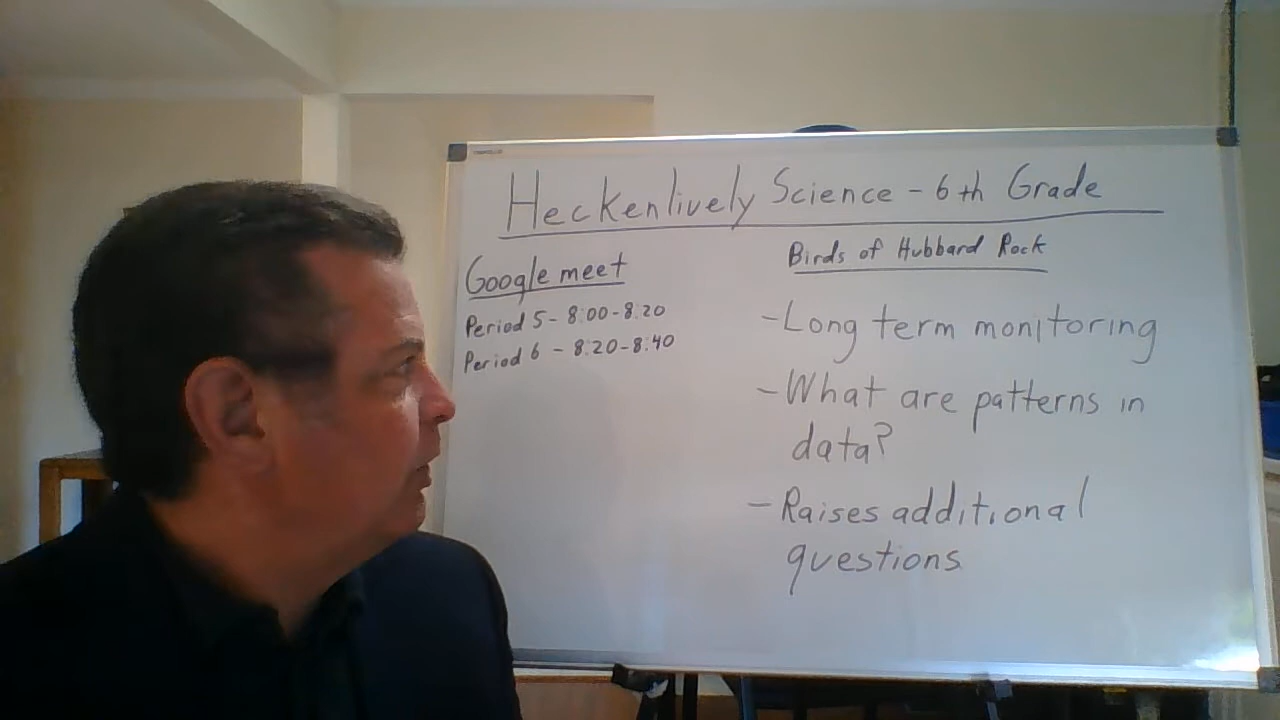 Heckenlively Science - 6th Grade
Google meet
Period 5 - 8:00-8:20
Period 6 - 8:20-8:40
Birds of Hubbard Rock
-Long term monitoring
-What are patterns in
data?
-Raises additional
questions